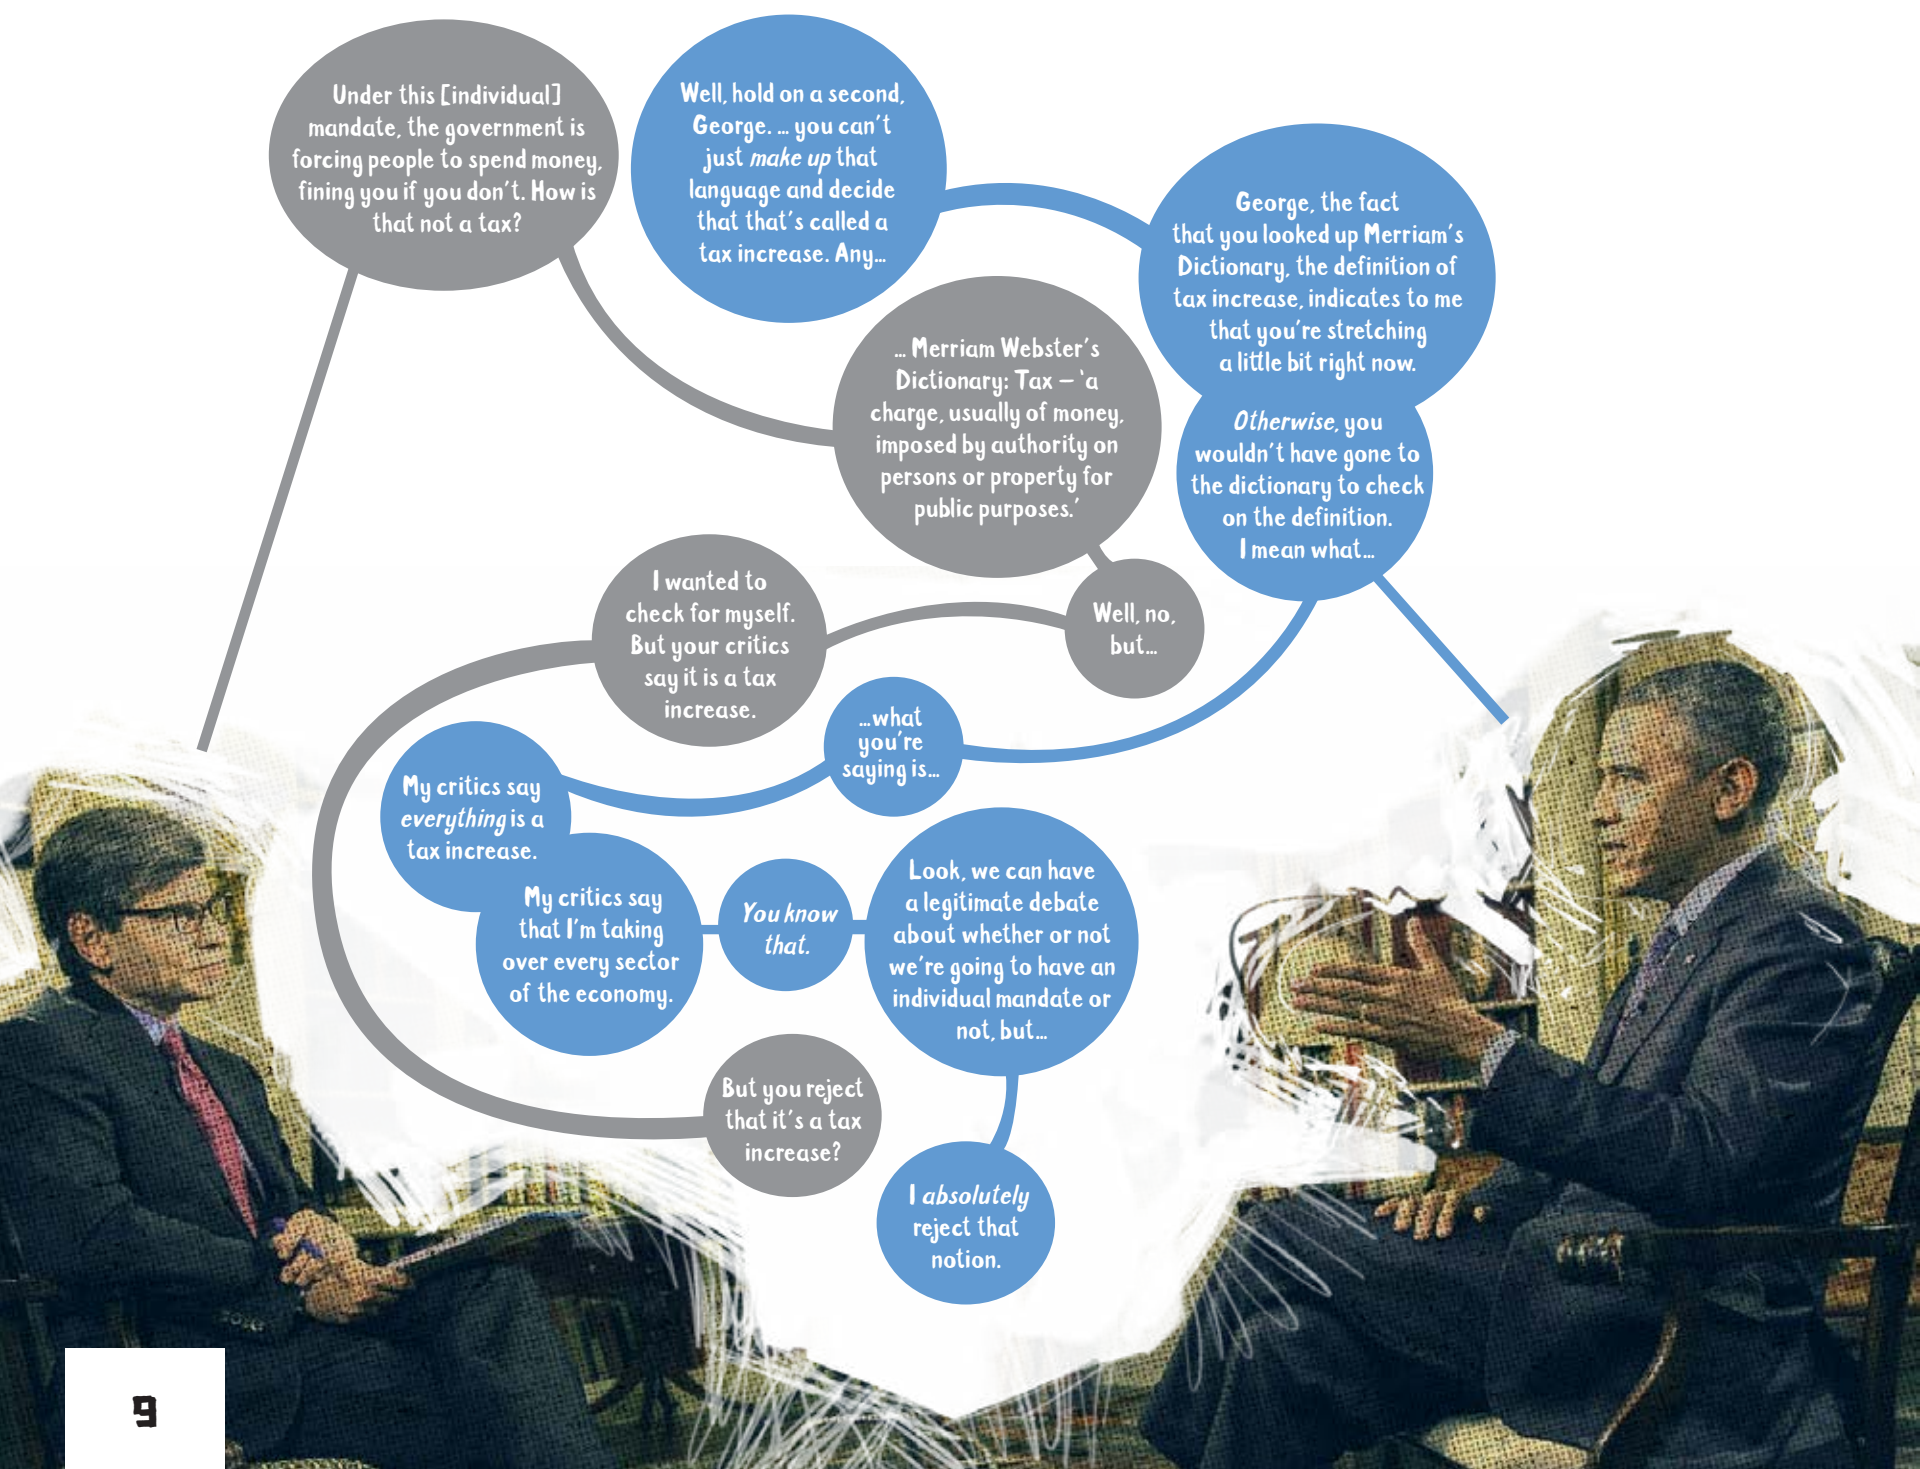 Under this [individual]
mandate, the government is
forcing people to spend money,
fining you if you don't. How is
that not a tax?
Well, hold on a second,
George. ... you can't
just make up that
language and decide
that that's called a
tax increase. Any...
... Merriam Webster's
Dictionary: Tax – 'a
charge, usually of money,
imposed by authority on
persons or property for
public purposes.'
George, the fact
that you looked up Merriam's
Dictionary, the definition of
tax increase, indicates to me
that you're stretching
a little bit right now.
Otherwise, you
wouldn't have gone to
the dictionary to check
on the definition.
I mean what...
Well, no,
but...
...what
you're
saying is...
I wanted to
check for myself.
But your critics
say it is a tax
increase.
My critics say
everything is a
tax increase.
My critics say
that I'm taking
over every sector
of the economy.
You know
that.
Look, we can have
a legitimate debate
about whether or not
we're going to have an
individual mandate or
not, but...
But you reject
that it's a tax
increase?
I absolutely
reject that
notion.
9